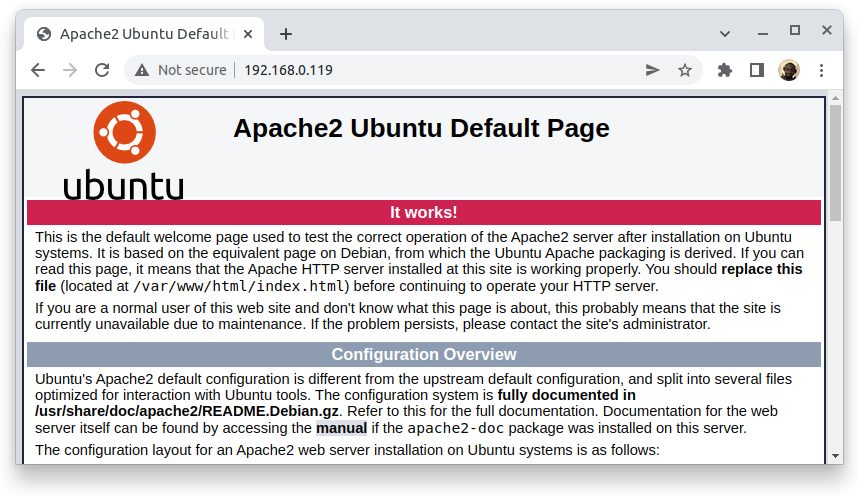 Apache2 Ubuntu Default
Not secure 192.168.0.119
ubuntu
Apache2 Ubuntu Default Page
It works!
This is the default welcome page used to test the correct operation of the Apache2 server after installation on Ubuntu
systems. It is based on the equivalent page on Debian, from which the Ubuntu Apache packaging is derived. If you can
read this page, it means that the Apache HTTP server installed at this site is working properly. You should replace this
file (located at /var/www/html/index.html) before continuing to operate your HTTP server.
If you are a normal user of this web site and don't know what this page is about, this probably means that the site is
currently unavailable due to maintenance. If the problem persists, please contact the site's administrator.
Configuration Overview
Ubuntu's Apache2 default configuration is different from the upstream default configuration, and split into several files
optimized for interaction with Ubuntu tools. The configuration system is fully documented in
/usr/share/doc/apache2/README.Debian.gz. Refer to this for the full documentation. Documentation for the web
server itself can be found by accessing the manual if the apache2-doc package was installed on this server.
The configuration layout for an Apache2 web server installation on Ubuntu systems is as follows: